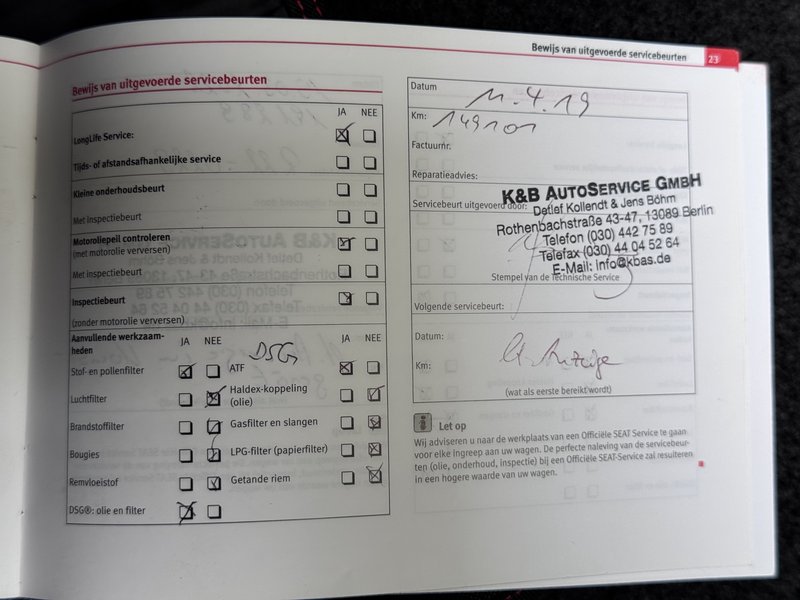 Bewijs van uitgevoerde servicebeurten
23
Bewijs van uitgevoerde servicebeurten
JA NEE
LongLife Service:
Tijds- of afstandsafhankelijke service
Kleine onderhoudsbeurt
Met inspectiebeurt
Motoroliepeil controleren
(met motorolie verversen)
Met inspectiebeurt
Inspectiebeurt
(zonder motorolie verversen)
Aanvullende werkzaam-
heden
JA NEE
JA NEE
DSG
Stof- en pollenfilter
ATF
Luchtfilter
Haldex-koppeling
(olie)
Brandstoffilter
Gasfilter en slangen
Bougies
LPG-filter (papierfilter)
Remvloeistof
Getande riem
DSG®: olie en filter
Datum
11.4.19
Km:
149101
Factuurnr.
Reparatieadvies:
Servicebeurt uitgevoerd door:
K&B AUTOSERVICE GMBH
Detlef Kollendt & Jens Böhm
Rothenbachstraße 43-47, 13089 Berlin
Telefon (030) 442 75 89
Telefax (030) 44 04 52 64
E-Mail: info@kbas.de
Stempel van de Technische Service
Volgende servicebeurt:
Datum:
Km:
Anzeige
(wat als eerste bereikt wordt)
Let op
Wij adviseren u naar de werkplaats van een Officiële SEAT Service te gaan
voor elke ingreep aan uw wagen. De perfecte naleving van de servicebeur-
ten (olie, onderhoud, inspectie) bij een Officiële SEAT-Service zal resulteren
in een hogere waarde van uw wagen.